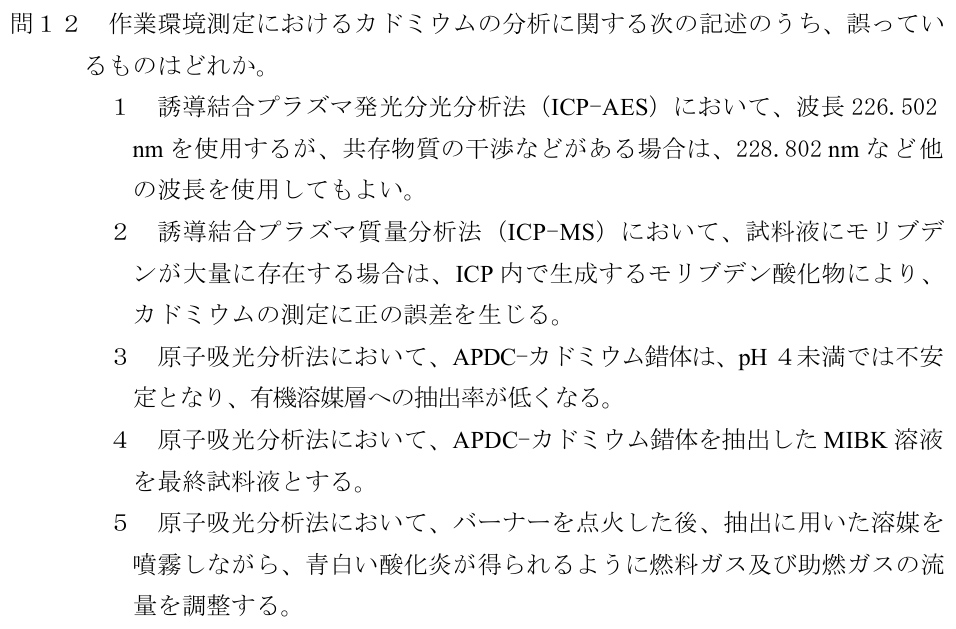 問１２　作業環境測定におけるカドミウムの分析に関する次の記述のうち、誤ってい
るものはどれか。
１　誘導結合プラズマ発光分光分析法（ICP-AES）において、波長 226.502
nm を使用するが、共存物質の干渉などがある場合は、228.802 nm など他
の波長を使用してもよい。
２　誘導結合プラズマ質量分析法（ICP-MS）において、試料液にモリブデ
ンが大量に存在する場合は、ICP 内で生成するモリブデン酸化物により、
カドミウムの測定に正の誤差を生じる。
３　原子吸光分析法において、APDC-カドミウム錯体は、pH ４未満では不安
定となり、有機溶媒層への抽出率が低くなる。
４　原子吸光分析法において、APDC-カドミウム錯体を抽出した MIBK 溶液
を最終試料液とする。
５　原子吸光分析法において、バーナーを点火した後、抽出に用いた溶媒を
噴霧しながら、青白い酸化炎が得られるように燃料ガス及び助燃ガスの流
量を調整する。